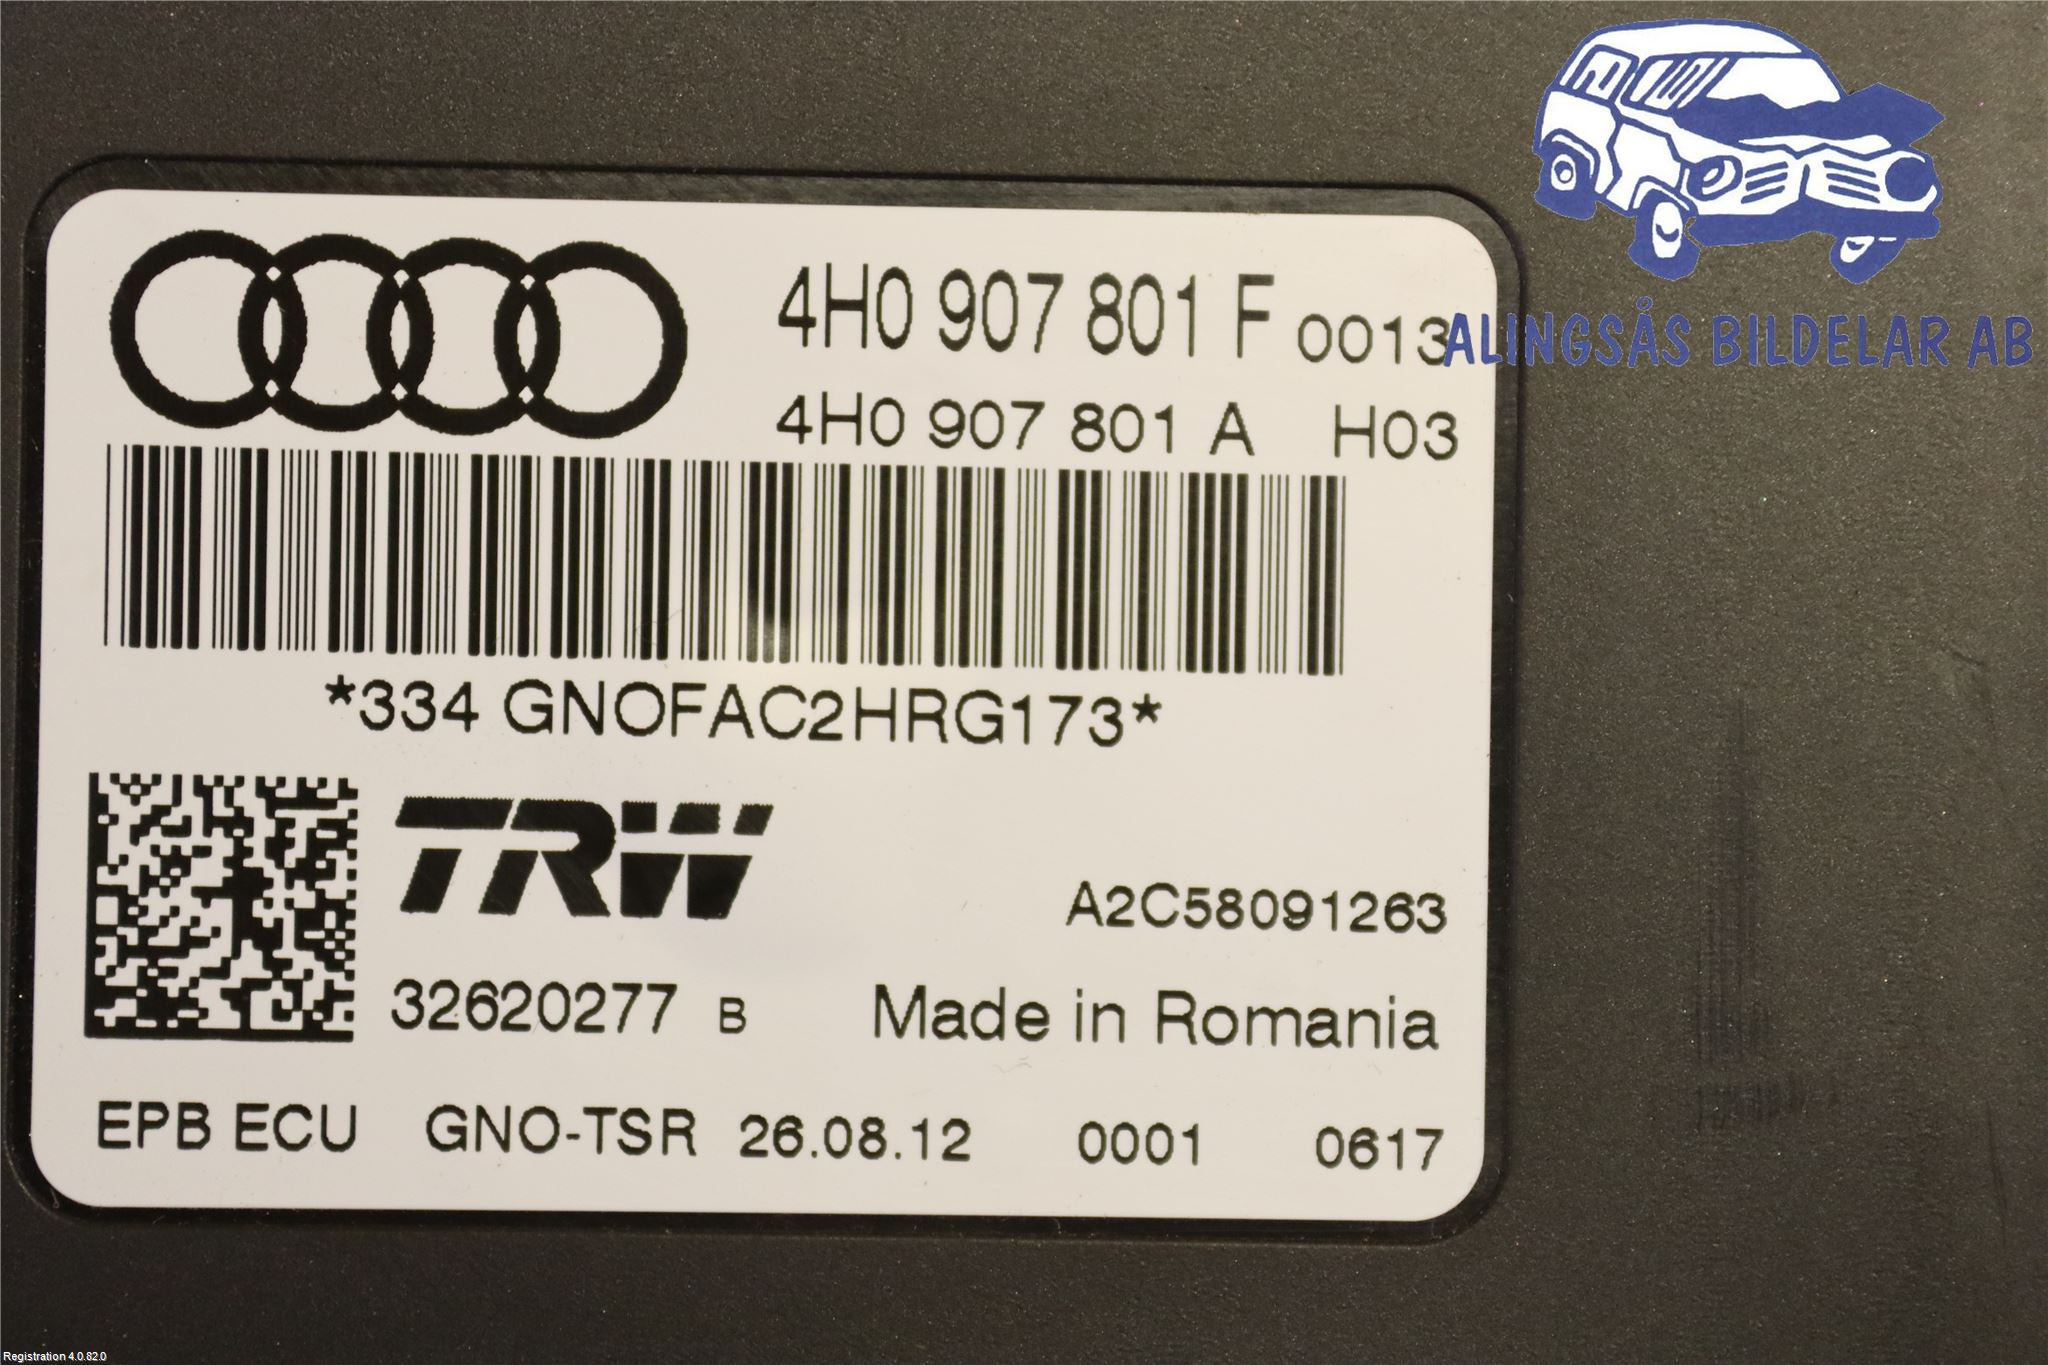 4H0 907 801 F 0013
ALINGSÅS BILDELAR AB
4H0 907 801 A H03
*334 GNOFAC2HRG173*
TRW
A2C58091263
32620277 B Made in Romania
EPB ECU GNO-TSR 26.08.12 0001 0617
Registration 4.0.82.0